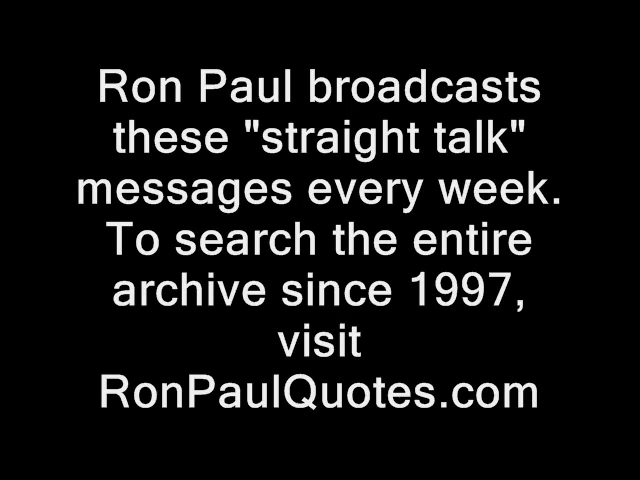 Ron Paul broadcasts
these "straight talk"
messages every week.
To search the entire
archive since 1997,
visit
RonPaulQuotes.com